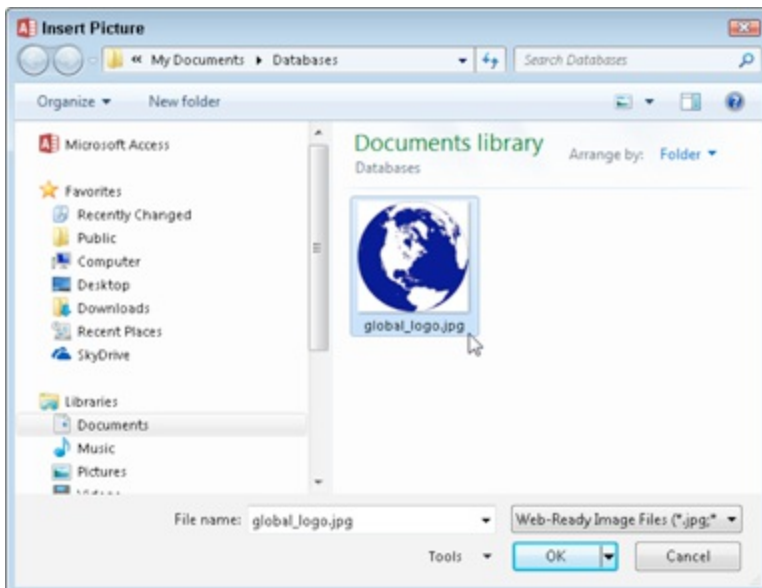 Insert Picture
« My Documents Databases
Search Databases
Organize
New folder
Microsoft Access
Favorites
Recently Changed
Public
Computer
Desktop
Downloads
Recent Places
SkyDrive
Libraries
Documents
Music
Pictures
Documents library
Databases
Arrange by: Folder
global_logo.jpg
File name: global_logo.jpg
Web-Ready Image Files (*.jpg;*
Tools
OK
Cancel